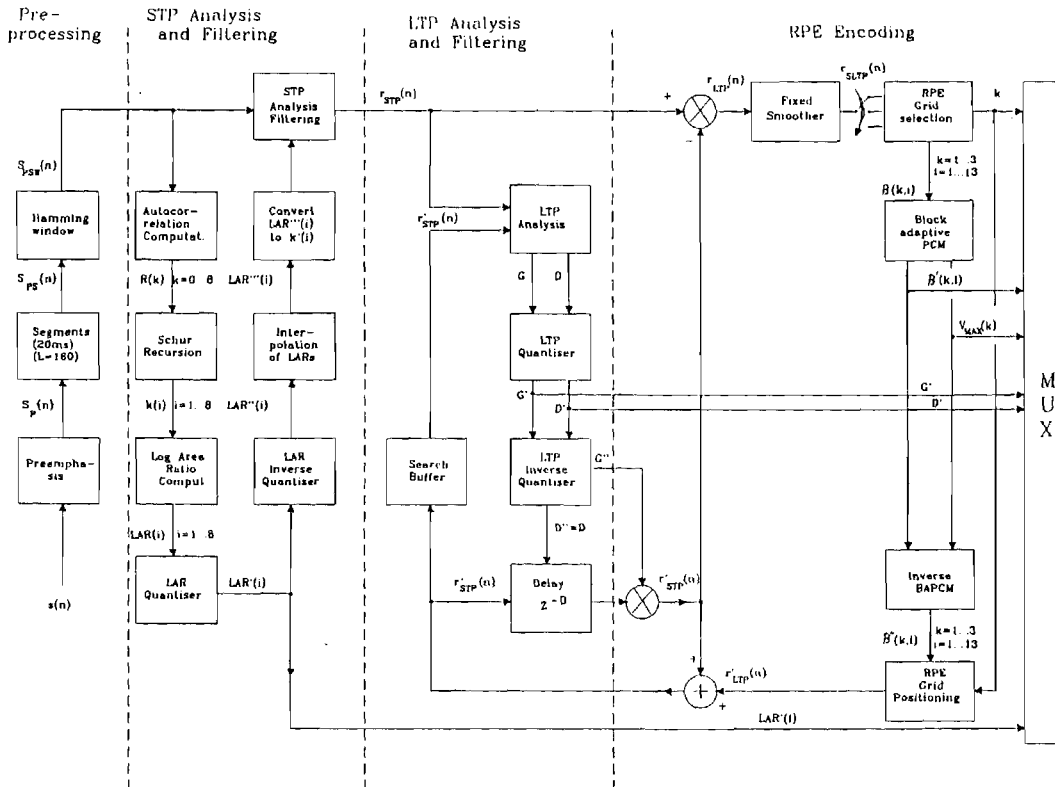 Pre-
processing
STP Analysis
and Filtering
LTP Analysis
and Filtering
RPE Encoding
STP
Analysis
Filtering
r_STP(n)
+
-
r_LTP(n)
Fixed
Smoother
r_SLTP(n)
RPE
Grid
selection
k
S_PSW(n)
k=1...3
i=1...13
β(k,i)
Hamming
window
Autocor-
relation
Computat.
Convert
LAR'''(i)
to k'(i)
r'_STP(n)
LTP
Analysis
Block
adaptive
PCM
S_PS(n)
R(k) k=0..8
LAR'''(i)
G
D
β'(k,i)
Segments
(20ms)
(L=160)
Schur
Recursion
Inter-
polation
of LARs
LTP
Quantiser
V_MAX(k)
S_P(n)
k(i) i=1..8
LAR''(i)
G'
D'
G'
D'
M
U
X
Preempha-
sis
Log Area
Ratio
Comput
LAR
Inverse
Quantiser
Search
Buffer
LTP
Inverse
Quantiser
G''
LAR(i) i=1..8
D''=D
s(n)
LAR
Quantiser
LAR'(i)
r'_STP(n)
Delay
z^-D
r'_STP(n)
Inverse
BAPCM
k=1...3
i=1...13
β''(k,i)
+
+
r'_LTP(n)
RPE
Grid
Positioning
LAR'(i)